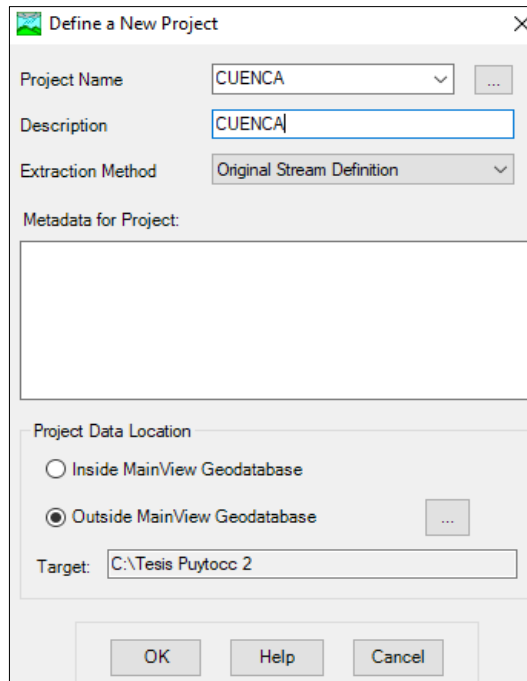 Define a New Project
Project Name CUENCA ...
Description CUENCA
Extraction Method Original Stream Definition
Metadata for Project:
Project Data Location
Inside MainView Geodatabase
Outside MainView Geodatabase ...
Target: C:\Tesis Puytocc 2
OK Help Cancel